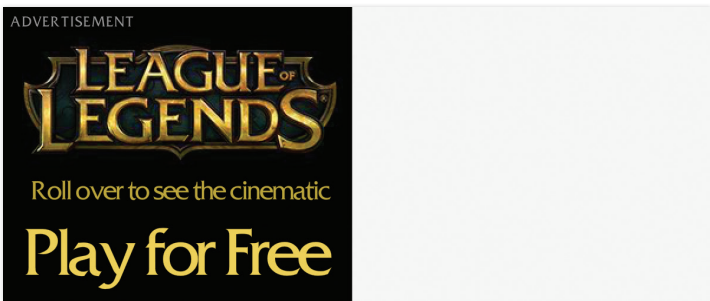 ADVERTISEMENT
LEAGUE OF
LEGENDS
Roll over to see the cinematic
Play for Free